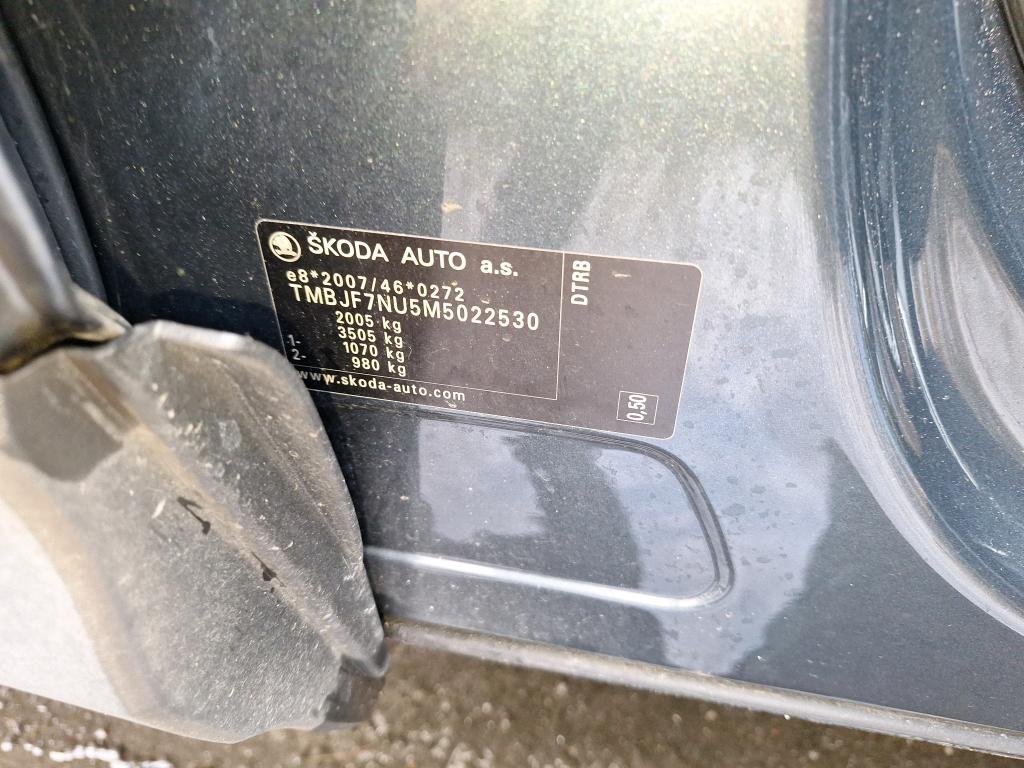 ŠKODA AUTO a.s.
e8*2007/46*0272
TMBJF7NU5M5022530
2005 kg
3505 kg
1- 1070 kg
2- 980 kg
www.skoda-auto.com
DTRB
0,50